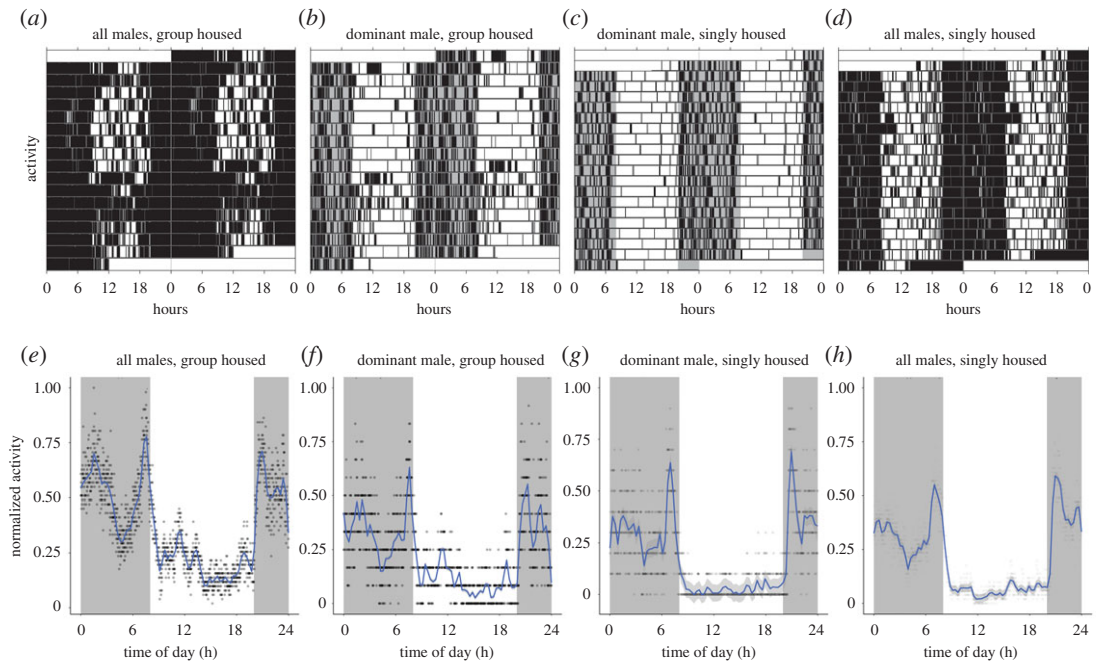 (a) (b) (c) (d)
all males, group housed dominant male, group housed dominant male, singly housed all males, singly housed
activity
0 6 12 18 0 6 12 18 0 0 6 12 18 0 6 12 18 0 0 6 12 18 0 6 12 18 0 0 6 12 18 0 6 12 18 0
hours hours hours hours
(e) (f) (g) (h)
all males, group housed dominant male, group housed dominant male, singly housed all males, singly housed
1.00 1.00 1.00 1.00
0.75 0.75 0.75 0.75
normalized activity
0.50 0.50 0.50 0.50
0.25 0.25 0.25 0.25
0 0 0 0
0 6 12 18 24 0 6 12 18 24 0 6 12 18 24 0 6 12 18 24
time of day (h) time of day (h) time of day (h) time of day (h)